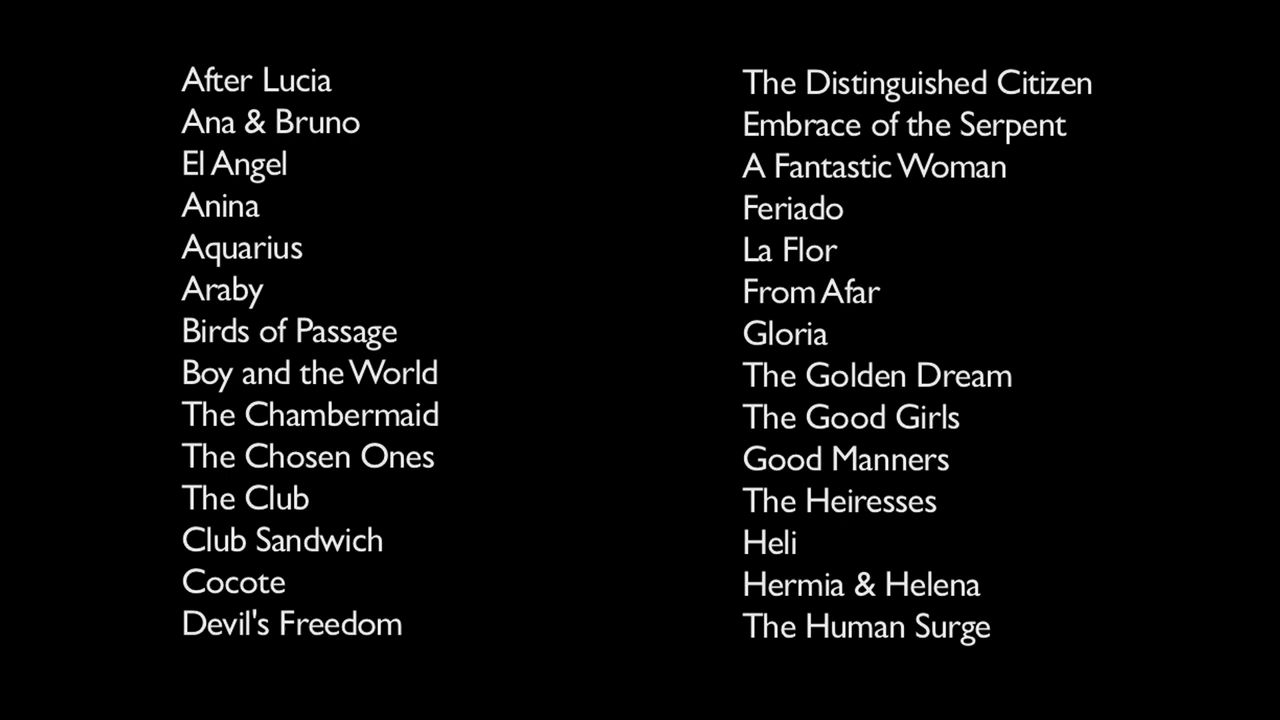 After Lucia
Ana & Bruno
El Angel
Anina
Aquarius
Araby
Birds of Passage
Boy and the World
The Chambermaid
The Chosen Ones
The Club
Club Sandwich
Cocote
Devil's Freedom
The Distinguished Citizen
Embrace of the Serpent
A Fantastic Woman
Feriado
La Flor
From Afar
Gloria
The Golden Dream
The Good Girls
Good Manners
The Heiresses
Heli
Hermia & Helena
The Human Surge